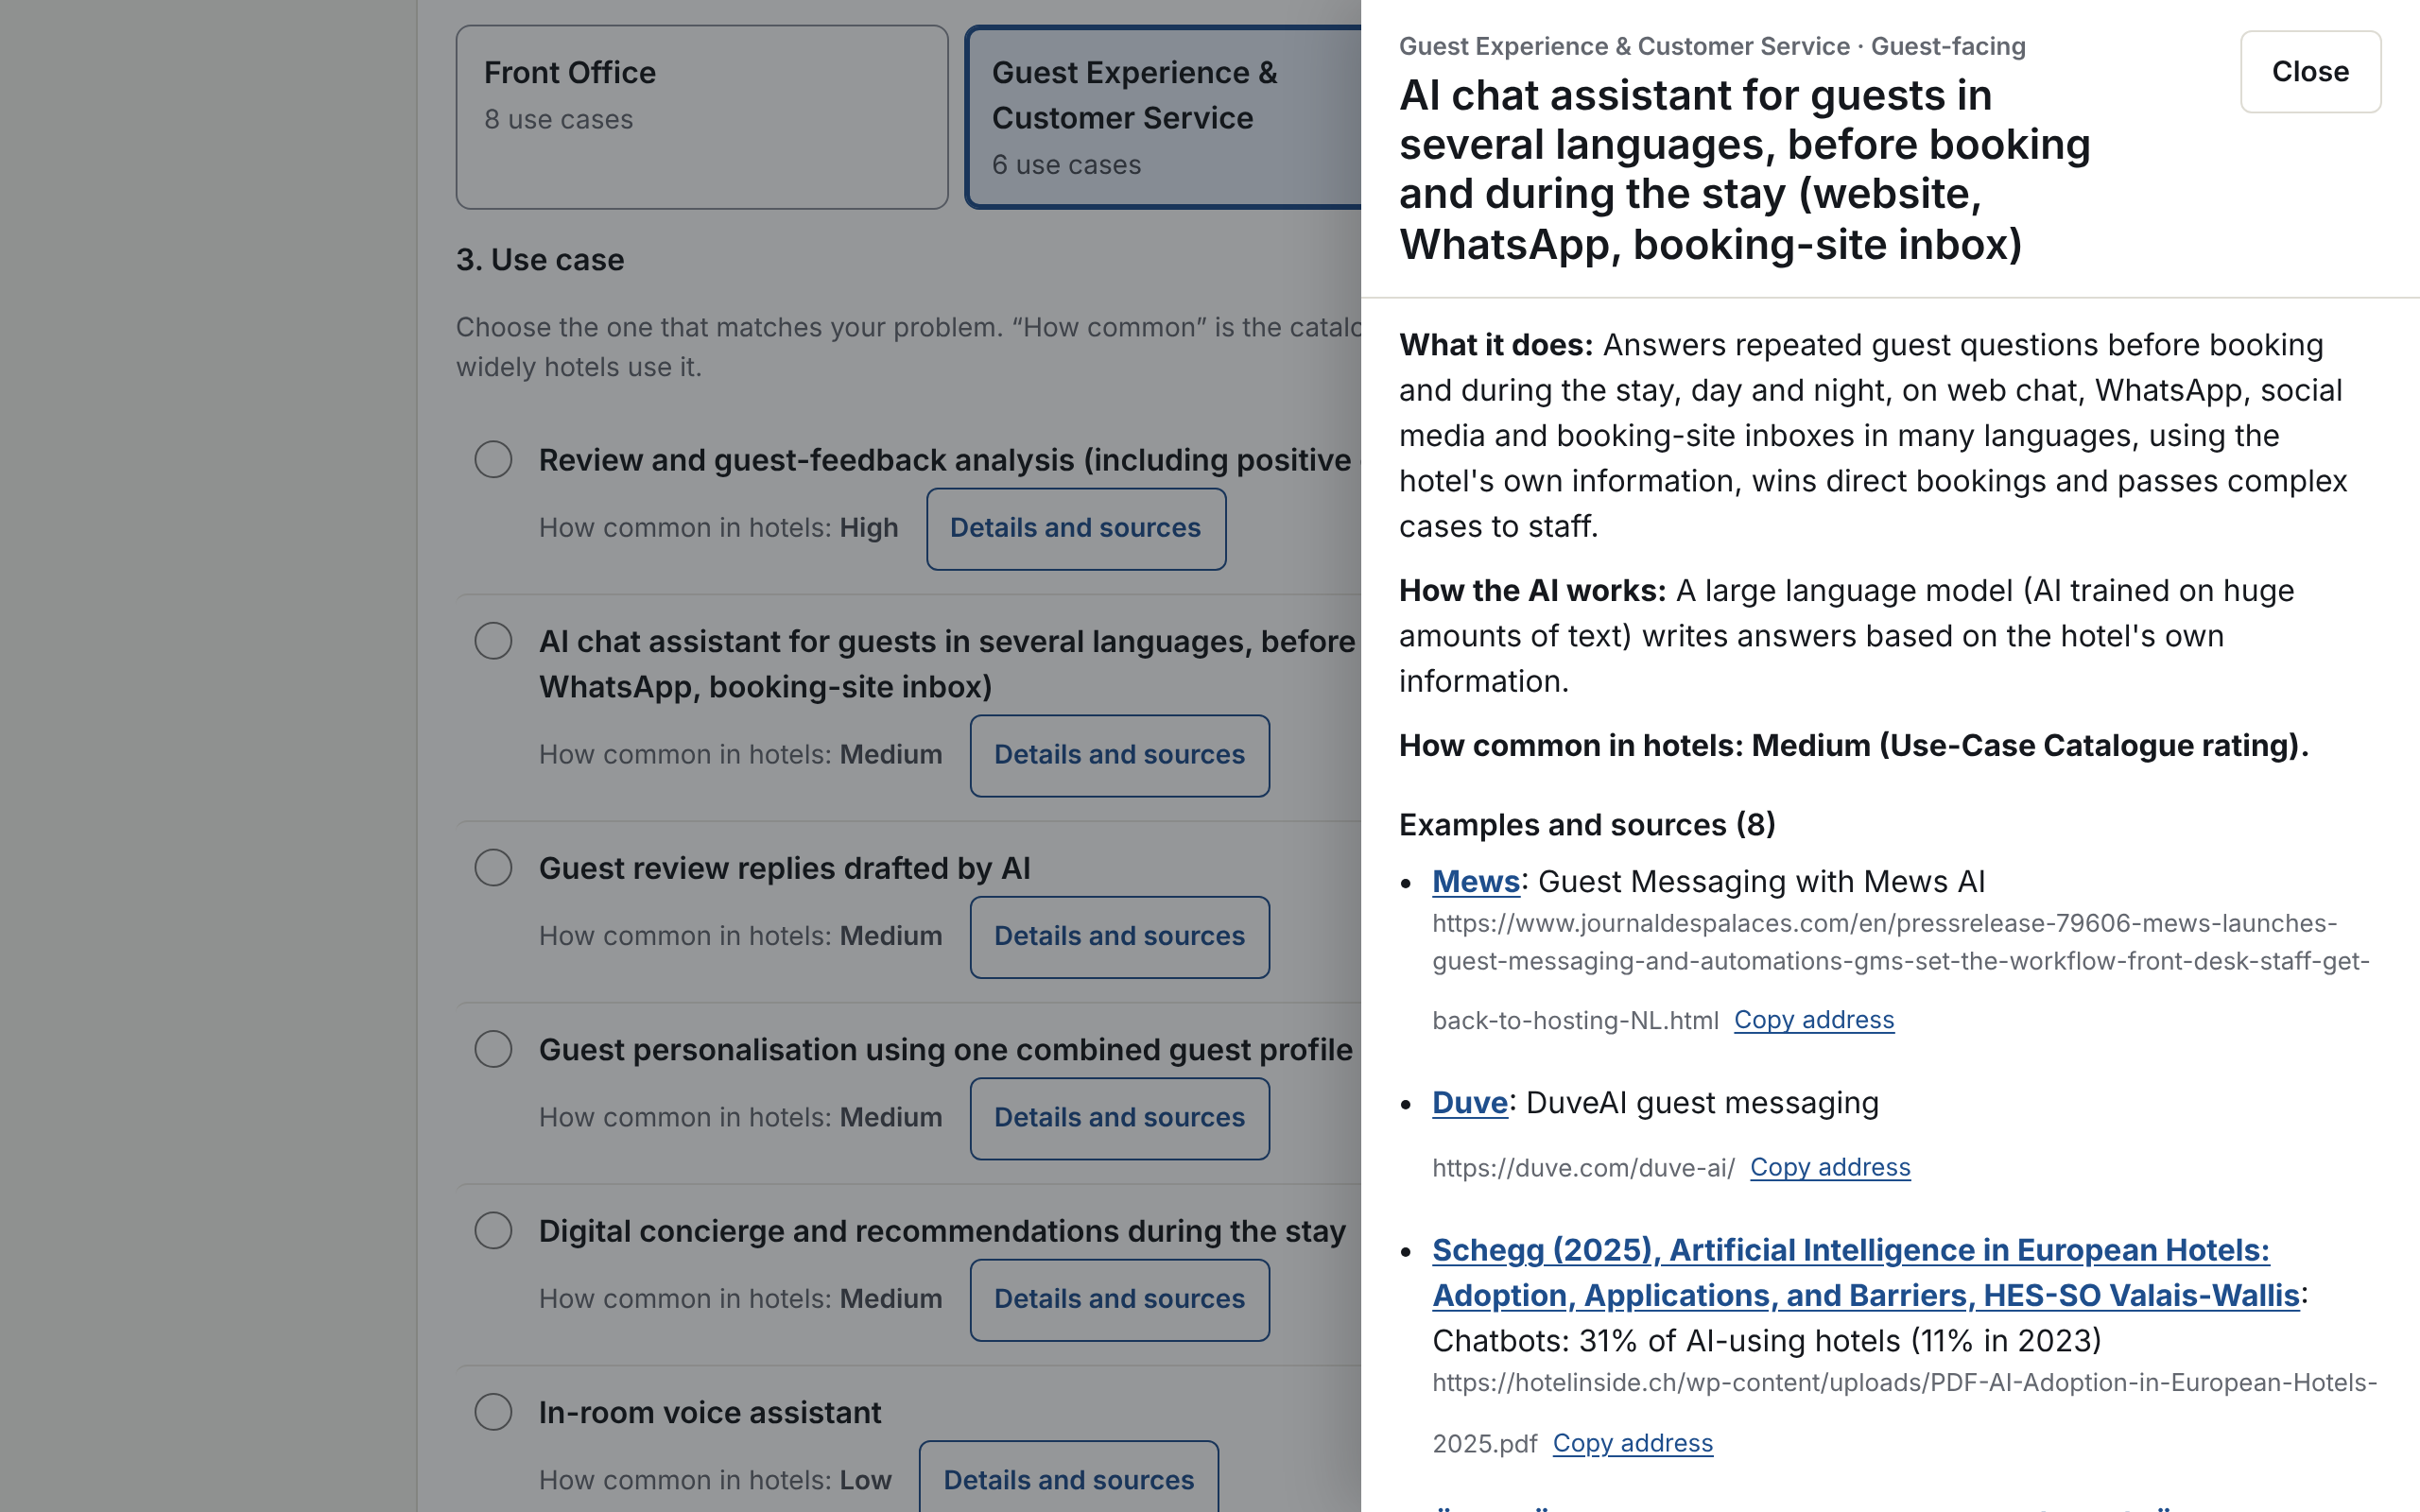 Front Office
8 use cases
Guest Experience &
Customer Service
6 use cases
3. Use case
Choose the one that matches your problem. “How common” is the catalo
widely hotels use it.
Review and guest-feedback analysis (including positive
How common in hotels: High
Details and sources
AI chat assistant for guests in several languages, before
WhatsApp, booking-site inbox)
How common in hotels: Medium
Details and sources
Guest review replies drafted by AI
How common in hotels: Medium
Details and sources
Guest personalisation using one combined guest profile
How common in hotels: Medium
Details and sources
Digital concierge and recommendations during the stay
How common in hotels: Medium
Details and sources
In-room voice assistant
How common in hotels: Low
Details and sources
Guest Experience & Customer Service · Guest-facing
Close
AI chat assistant for guests in
several languages, before booking
and during the stay (website,
WhatsApp, booking-site inbox)
What it does: Answers repeated guest questions before booking
and during the stay, day and night, on web chat, WhatsApp, social
media and booking-site inboxes in many languages, using the
hotel's own information, wins direct bookings and passes complex
cases to staff.
How the AI works: A large language model (AI trained on huge
amounts of text) writes answers based on the hotel's own
information.
How common in hotels: Medium (Use-Case Catalogue rating).
Examples and sources (8)
• Mews: Guest Messaging with Mews AI
https://www.journaldespalaces.com/en/pressrelease-79606-mews-launches-
guest-messaging-and-automations-gms-set-the-workflow-front-desk-staff-get-
back-to-hosting-NL.html Copy address
• Duve: DuveAI guest messaging
https://duve.com/duve-ai/ Copy address
• Schegg (2025), Artificial Intelligence in European Hotels:
Adoption, Applications, and Barriers, HES-SO Valais-Wallis:
Chatbots: 31% of AI-using hotels (11% in 2023)
https://hotelinside.ch/wp-content/uploads/PDF-AI-Adoption-in-European-Hotels-
2025.pdf Copy address